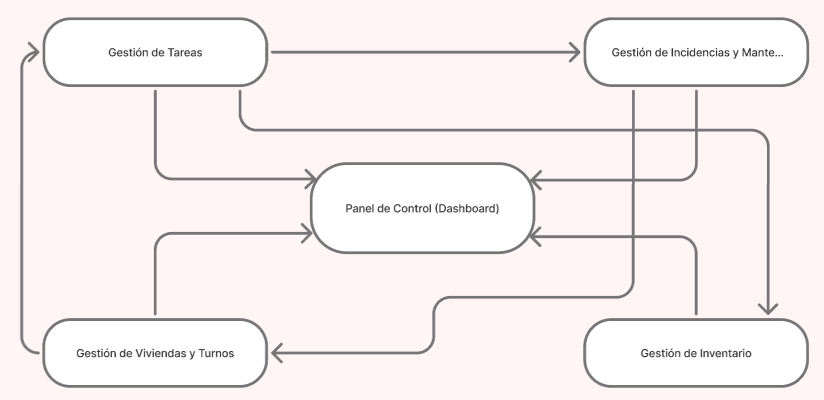 Gestión de Tareas
Gestión de Incidencias y Mante...
Panel de Control (Dashboard)
Gestión de Viviendas y Turnos
Gestión de Inventario